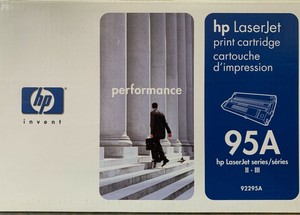 hp
invent
performance
hp LaserJet
print cartridge
cartouche
d'impression
95A
hp LaserJet series/séries
II - III
92295A